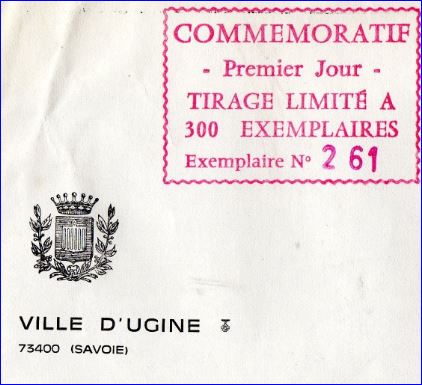 COMMEMORATIF
- Premier Jour -
TIRAGE LIMITÉ A
300 EXEMPLAIRES
Exemplaire N° 261
VILLE D'UGINE
73400 (SAVOIE)